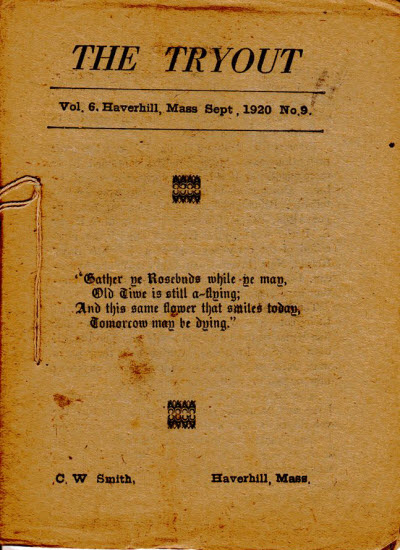 THE TRYOUT
Vol. 6. Haverhill, Mass Sept, 1920 No. 9.
"Gather ye Rosebuds while ye may,
Old Tiwe is still a-flying;
And this same flower that smiles today,
Tomorrow may be dying."
C. W Smith, Haverhill, Mass.